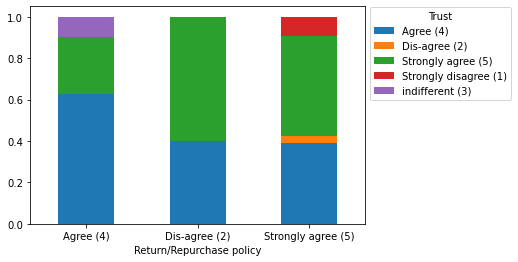 Trust
Agree (4)
Dis-agree (2)
Strongly agree (5)
Strongly disagree (1)
indifferent (3)
1.0
0.8
0.6
0.4
0.2
0.0
Agree (4) Dis-agree (2) Strongly agree (5)
Return/Repurchase policy